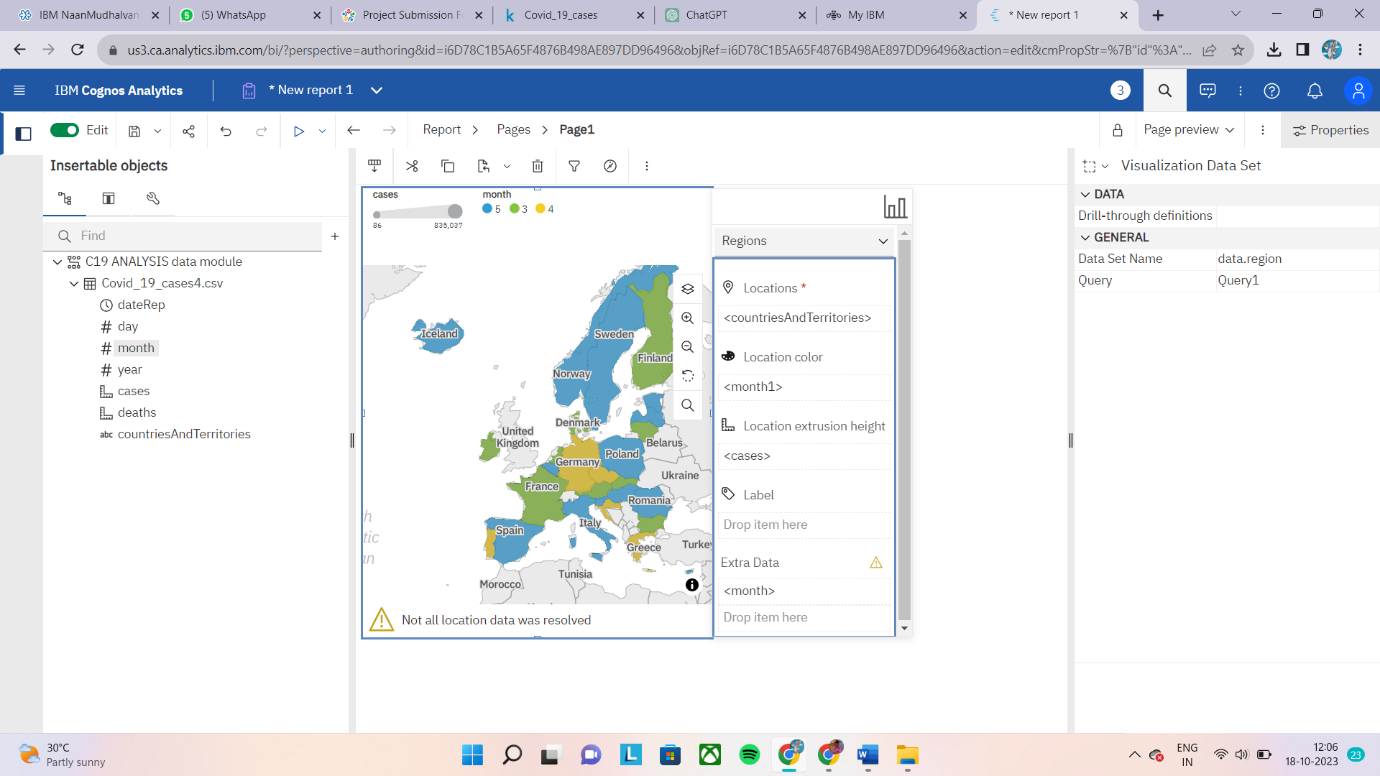 IBM NaanMudhalvan
(5) WhatsApp
Project Submission Fo
Covid_19_cases
ChatGPT
My IBM
* New report 1
us3.ca.analytics.ibm.com/bi/?perspective=authoring&id=i6D78C1B5A65F4876B498AE897DD96496&objRef=i6D78C1B5A65F4876B498AE897DD96496&action=edit&cmPropStr=%7B"id"%3A"...
IBM Cognos Analytics
* New report 1
3
Edit
Report > Pages > Page1
Page preview
Properties
Insertable objects
Find
C19 ANALYSIS data module
Covid_19_cases4.csv
dateRep
# day
# month
# year
cases
deaths
abc countriesAndTerritories
cases
86
835,037
month
5 3 4
Iceland
Sweden
Finland
Norway
Denmark
United
Kingdom
Belarus
Poland
Germany
Ukraine
France
Romania
Italy
Spain
Greece
Turkey
Tunisia
Morocco
h
tic
an
Not all location data was resolved
Regions
Locations *
<countriesAndTerritories>
Location color
<month1>
Location extrusion height
<cases>
Label
Drop item here
Extra Data
<month>
Drop item here
Visualization Data Set
DATA
Drill-through definitions
GENERAL
Data Set Name data.region
Query Query1
30°C
Partly sunny
ENG
IN
12:06
18-10-2023
23